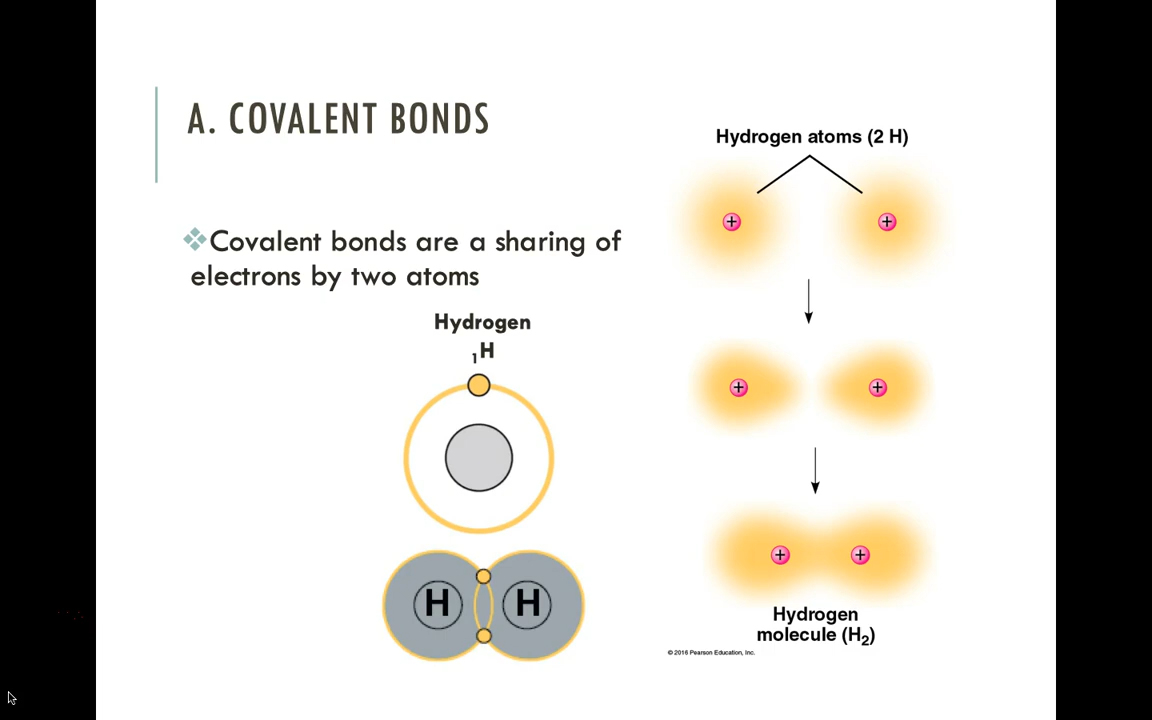 A. COVALENT BONDS
❖Covalent bonds are a sharing of
electrons by two atoms
Hydrogen
₁H
H H
Hydrogen atoms (2 H)
+ +
+ +
+ +
Hydrogen
molecule (H₂)
© 2016 Pearson Education, Inc.